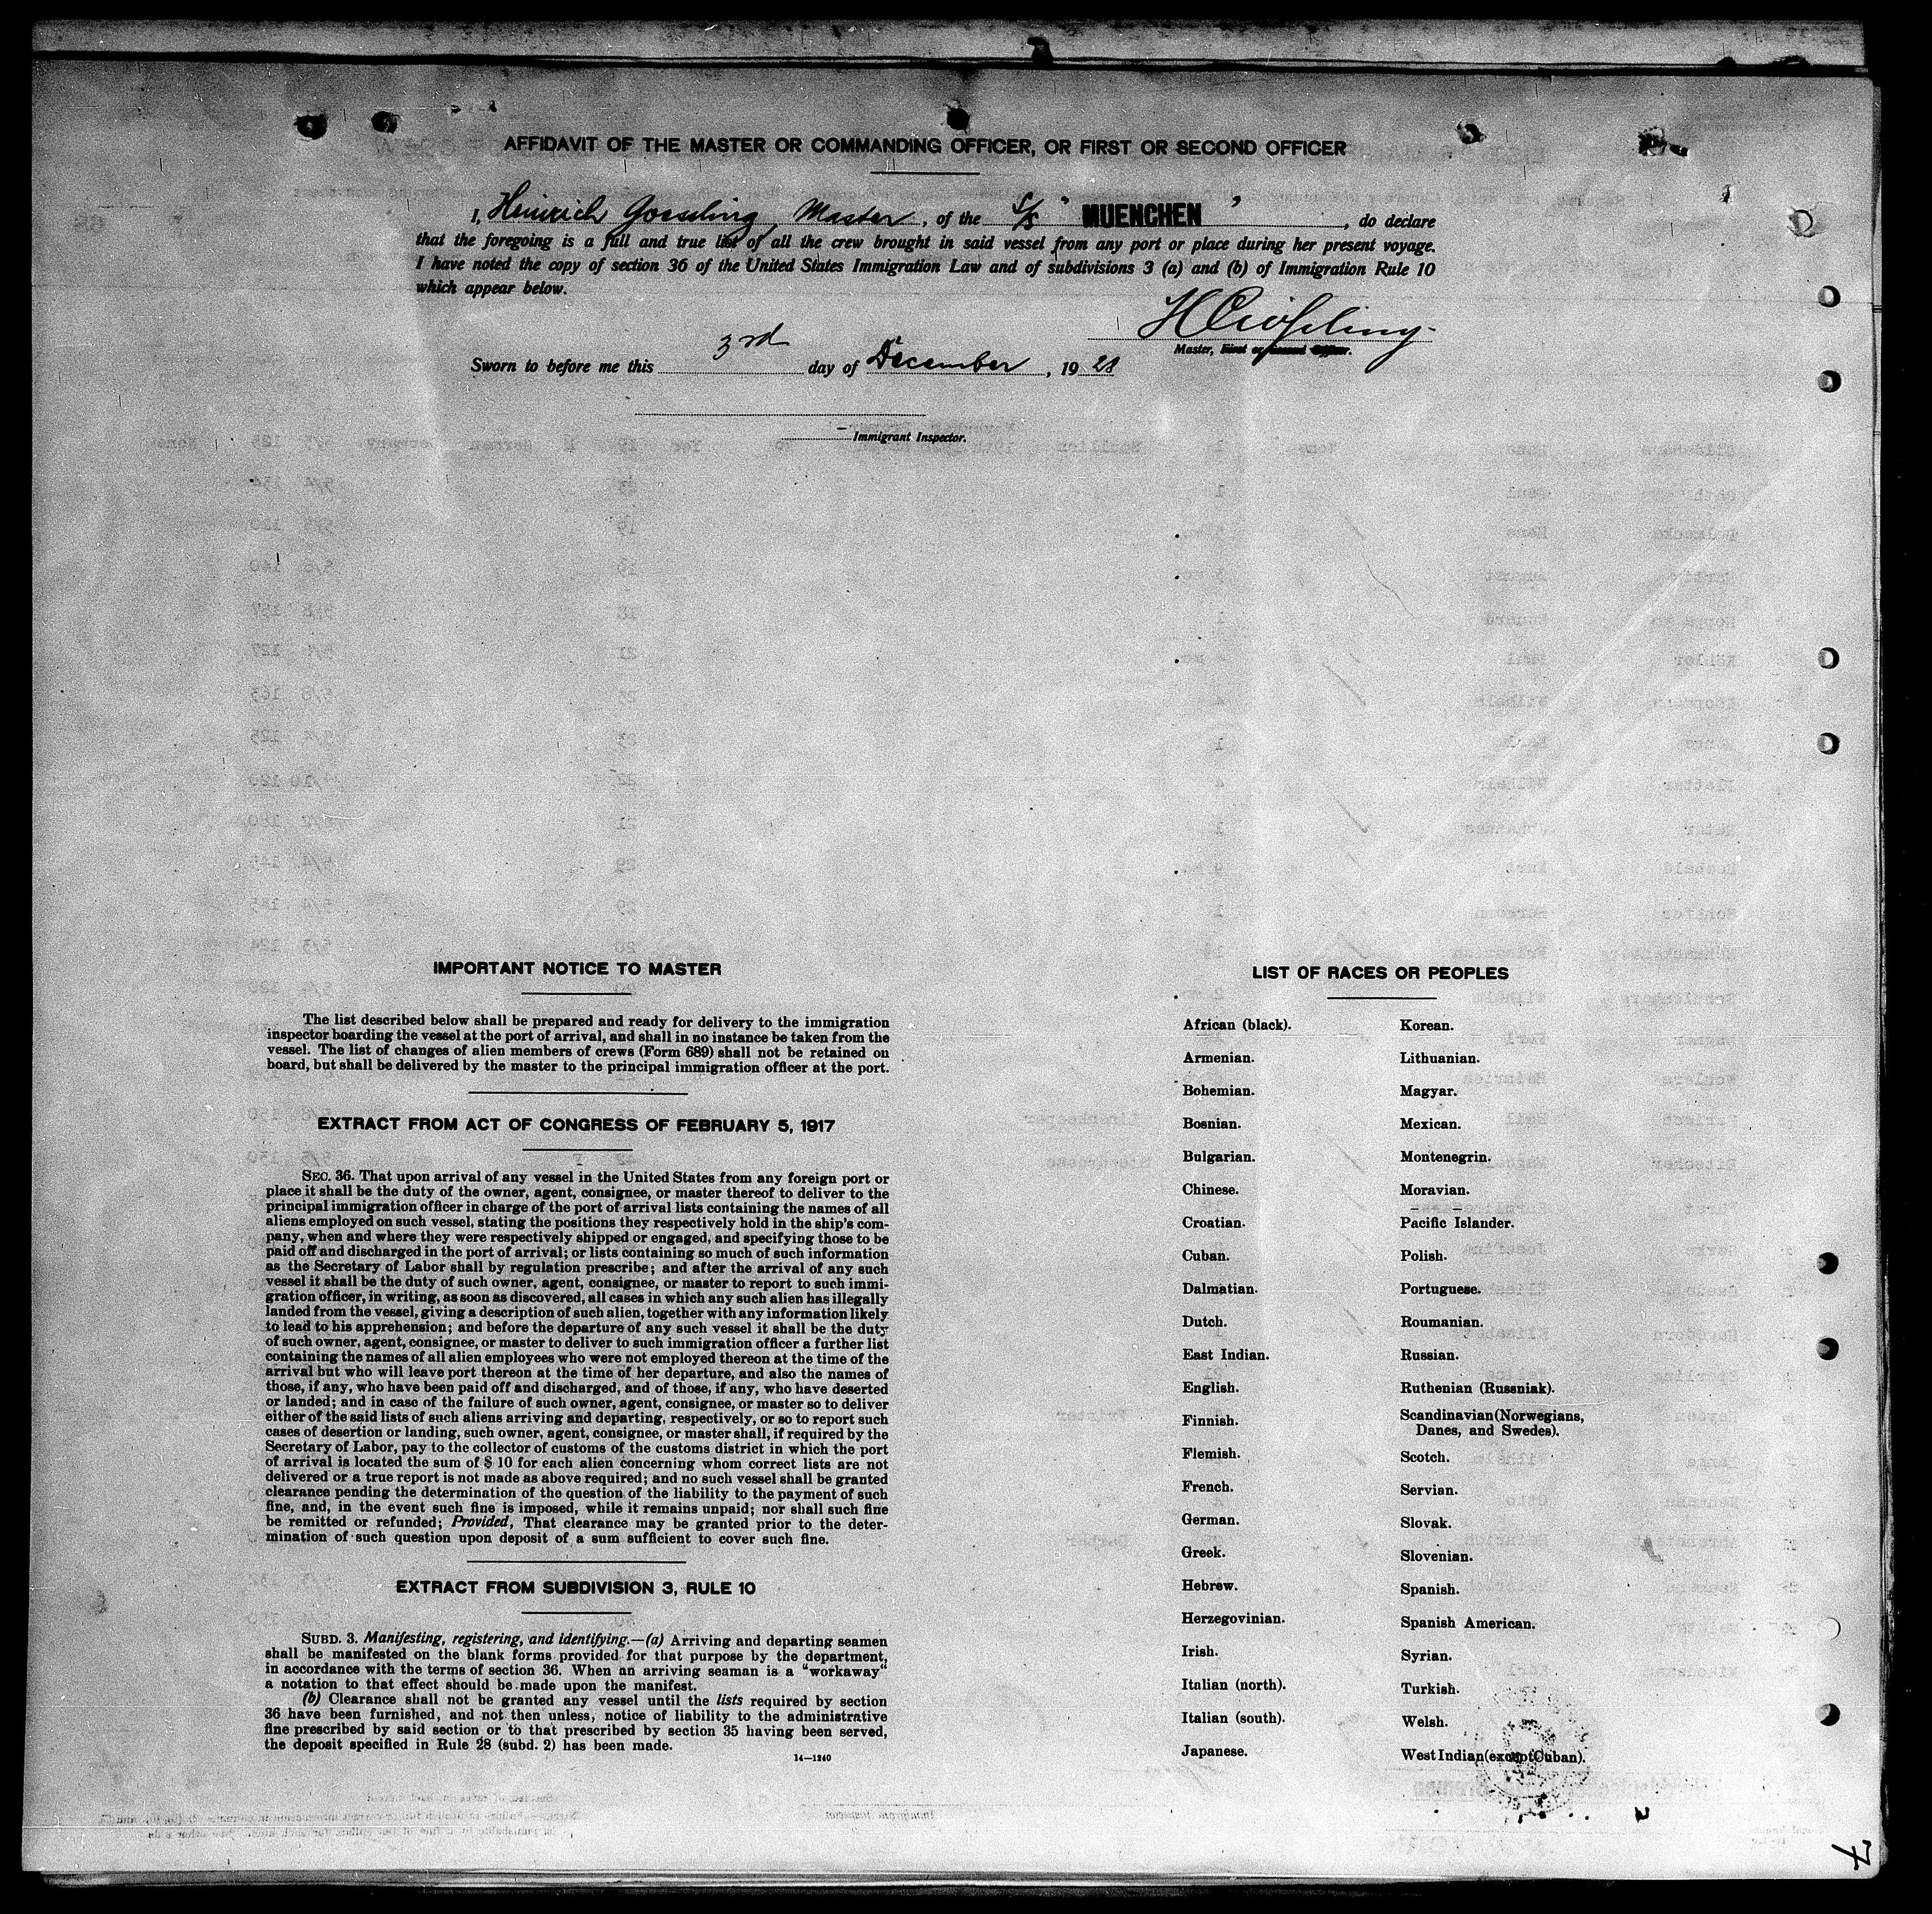 AFFIDAVIT OF THE MASTER OR COMMANDING OFFICER, OR FIRST OR SECOND OFFICER
I, Heinrich Goessling, Master, of the S/S "MUENCHEN", do declare
that the foregoing is a full and true list of all the crew brought in said vessel from any port or place during her present voyage.
I have noted the copy of section 36 of the United States Immigration Law and of subdivisions 3 (a) and (b) of Immigration Rule 10
which appear below.
Master, First or Second Officer.
Sworn to before me this 3rd day of December, 1928
Immigrant Inspector.
IMPORTANT NOTICE TO MASTER
The list described below shall be prepared and ready for delivery to the immigration
inspector boarding the vessel at the port of arrival, and shall in no instance be taken from the
vessel. The list of changes of alien members of crews (Form 689) shall not be retained on
board, but shall be delivered by the master to the principal immigration officer at the port.
EXTRACT FROM ACT OF CONGRESS OF FEBRUARY 5, 1917
SEC. 36. That upon arrival of any vessel in the United States from any foreign port or
place it shall be the duty of the owner, agent, consignee, or master thereof to deliver to the
principal immigration officer in charge of the port of arrival lists containing the names of all
aliens employed on such vessel, stating the positions they respectively hold in the ship's com-
pany, when and where they were respectively shipped or engaged, and specifying those to be
paid off and discharged in the port of arrival; or lists containing so much of such information
as the Secretary of Labor shall by regulation prescribe; and after the arrival of any such
vessel it shall be the duty of such owner, agent, consignee, or master to report to such immi-
gration officer, in writing, as soon as discovered, all cases in which any such alien has illegally
landed from the vessel, giving a description of such alien, together with any information likely
to lead to his apprehension; and before the departure of any such vessel it shall be the duty
of such owner, agent, consignee, or master to deliver to such immigration officer a further list
containing the names of all alien employees who were not employed thereon at the time of the
arrival but who will leave port thereon at the time of her departure, and also the names of
those, if any, who have been paid off and discharged, and of those, if any, who have deserted
or landed; and in case of the failure of such owner, agent, consignee, or master so to deliver
either of the said lists of such aliens arriving and departing, respectively, or so to report such
cases of desertion or landing, such owner, agent, consignee, or master shall, if required by the
Secretary of Labor, pay to the collector of customs of the customs district in which the port
of arrival is located the sum of $ 10 for each alien concerning whom correct lists are not
delivered or a true report is not made as above required; and no such vessel shall be granted
clearance pending the determination of the question of the liability to the payment of such
fine, and, in the event such fine is imposed, while it remains unpaid; nor shall such fine
be remitted or refunded; Provided, That clearance may be granted prior to the deter-
mination of such question upon deposit of a sum sufficient to cover such fine.
EXTRACT FROM SUBDIVISION 3, RULE 10
SUBD. 3. Manifesting, registering, and identifying.—(a) Arriving and departing seamen
shall be manifested on the blank forms provided for that purpose by the department,
in accordance with the terms of section 36. When an arriving seaman is a "workaway"
a notation to that effect should be made upon the manifest.
(b) Clearance shall not be granted any vessel until the lists required by section
36 have been furnished, and not then unless, notice of liability to the administrative
fine prescribed by said section or to that prescribed by section 35 having been served,
the deposit specified in Rule 28 (subd. 2) has been made.
14—1240
LIST OF RACES OR PEOPLES
African (black).
Armenian.
Bohemian.
Bosnian.
Bulgarian.
Chinese.
Croatian.
Cuban.
Dalmatian.
Dutch.
East Indian.
English.
Finnish.
Flemish.
French.
German.
Greek.
Hebrew.
Herzegovinian.
Irish.
Italian (north).
Italian (south).
Japanese.
Korean.
Lithuanian.
Magyar.
Mexican.
Montenegrin.
Moravian.
Pacific Islander.
Polish.
Portuguese.
Roumanian.
Russian.
Ruthenian (Russniak).
Scandinavian (Norwegians,
Danes, and Swedes).
Scotch.
Servian.
Slovak.
Slovenian.
Spanish.
Spanish American.
Syrian.
Turkish.
Welsh.
West Indian (except Cuban).
7